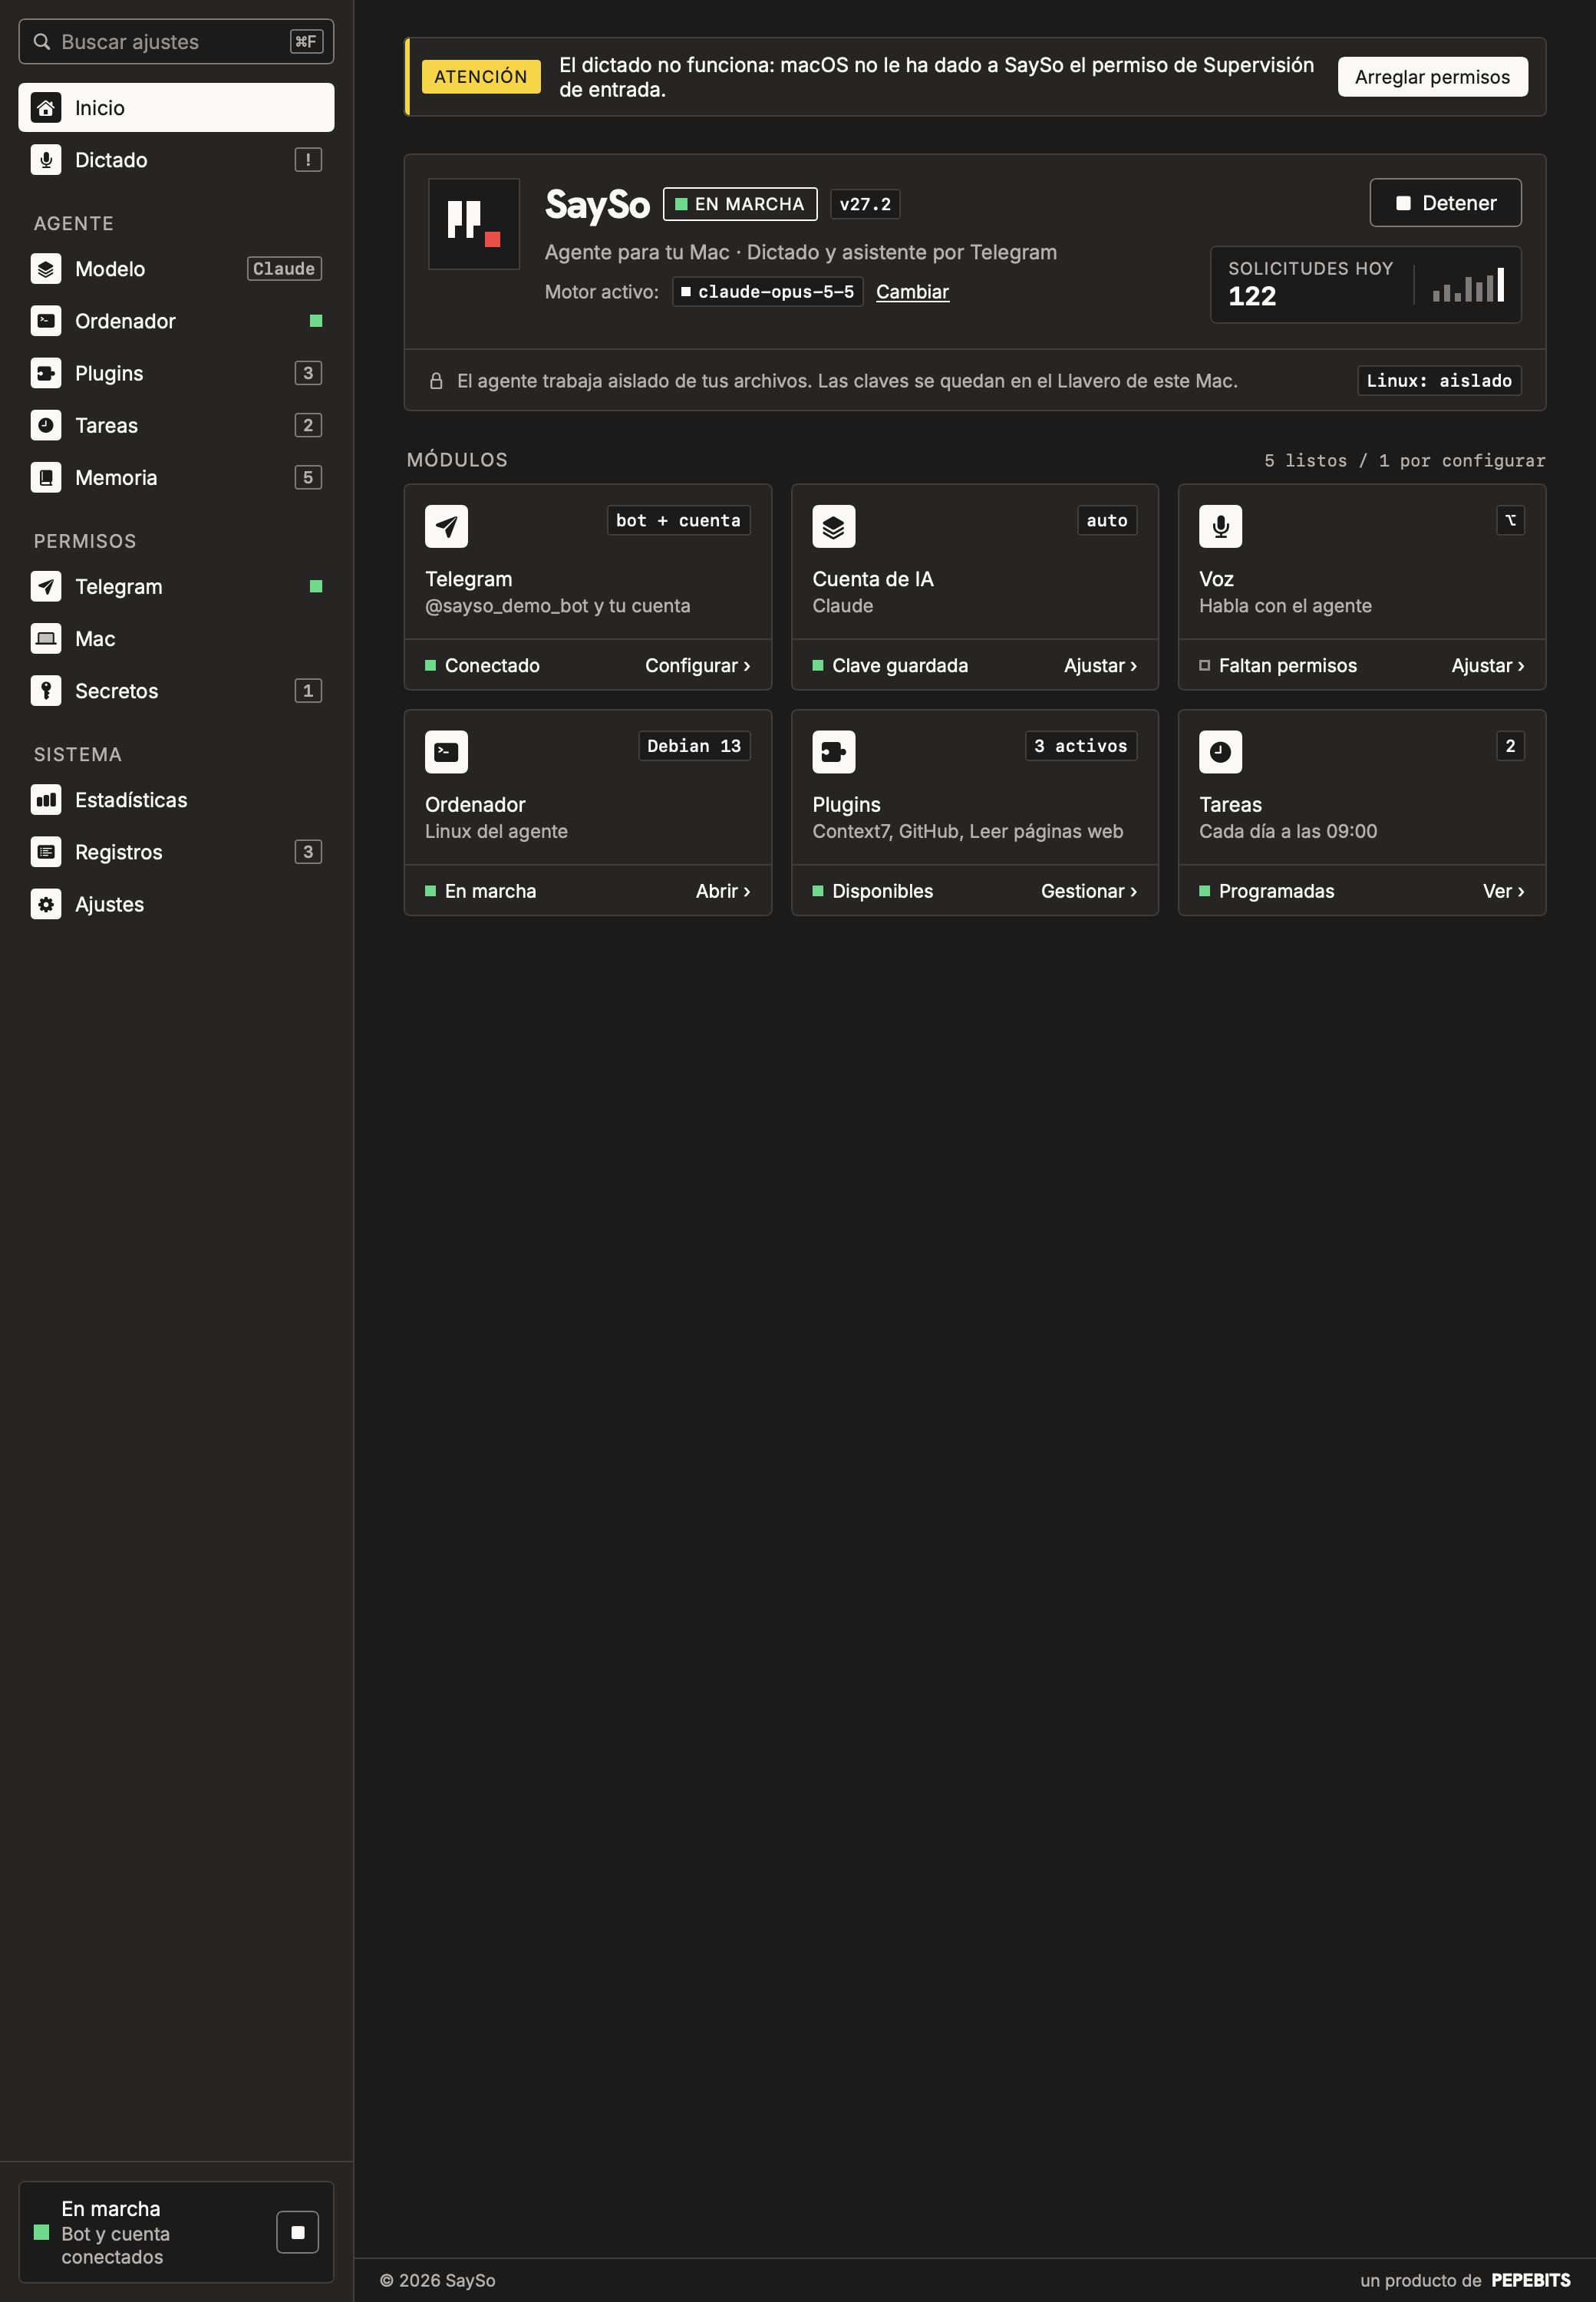 Buscar ajustes ⌘F
Inicio
Dictado !
AGENTE
Modelo Claude
Ordenador
Plugins 3
Tareas 2
Memoria 5
PERMISOS
Telegram
Mac
Secretos 1
SISTEMA
Estadísticas
Registros 3
Ajustes
En marcha
Bot y cuenta
conectados
ATENCIÓN
El dictado no funciona: macOS no le ha dado a SaySo el permiso de Supervisión
de entrada.
Arreglar permisos
SaySo EN MARCHA v27.2
Detener
Agente para tu Mac · Dictado y asistente por Telegram
Motor activo: claude-opus-5-5 Cambiar
SOLICITUDES HOY
122
El agente trabaja aislado de tus archivos. Las claves se quedan en el Llavero de este Mac.
Linux: aislado
MÓDULOS
5 listos / 1 por configurar
bot + cuenta
Telegram
@sayso_demo_bot y tu cuenta
Conectado Configurar ›
auto
Cuenta de IA
Claude
Clave guardada Ajustar ›
⌥
Voz
Habla con el agente
Faltan permisos Ajustar ›
Debian 13
Ordenador
Linux del agente
En marcha Abrir ›
3 activos
Plugins
Context7, GitHub, Leer páginas web
Disponibles Gestionar ›
2
Tareas
Cada día a las 09:00
Programadas Ver ›
© 2026 SaySo
un producto de PEPEBITS